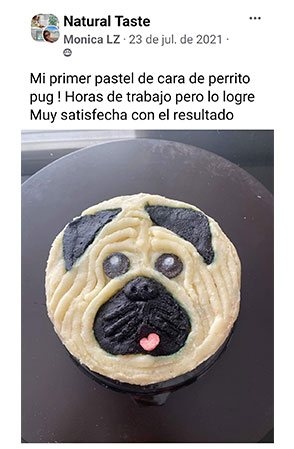 Natural Taste
Monica LZ · 23 de jul. de 2021 ·
Mi primer pastel de cara de perrito
pug ! Horas de trabajo pero lo logre
Muy satisfecha con el resultado